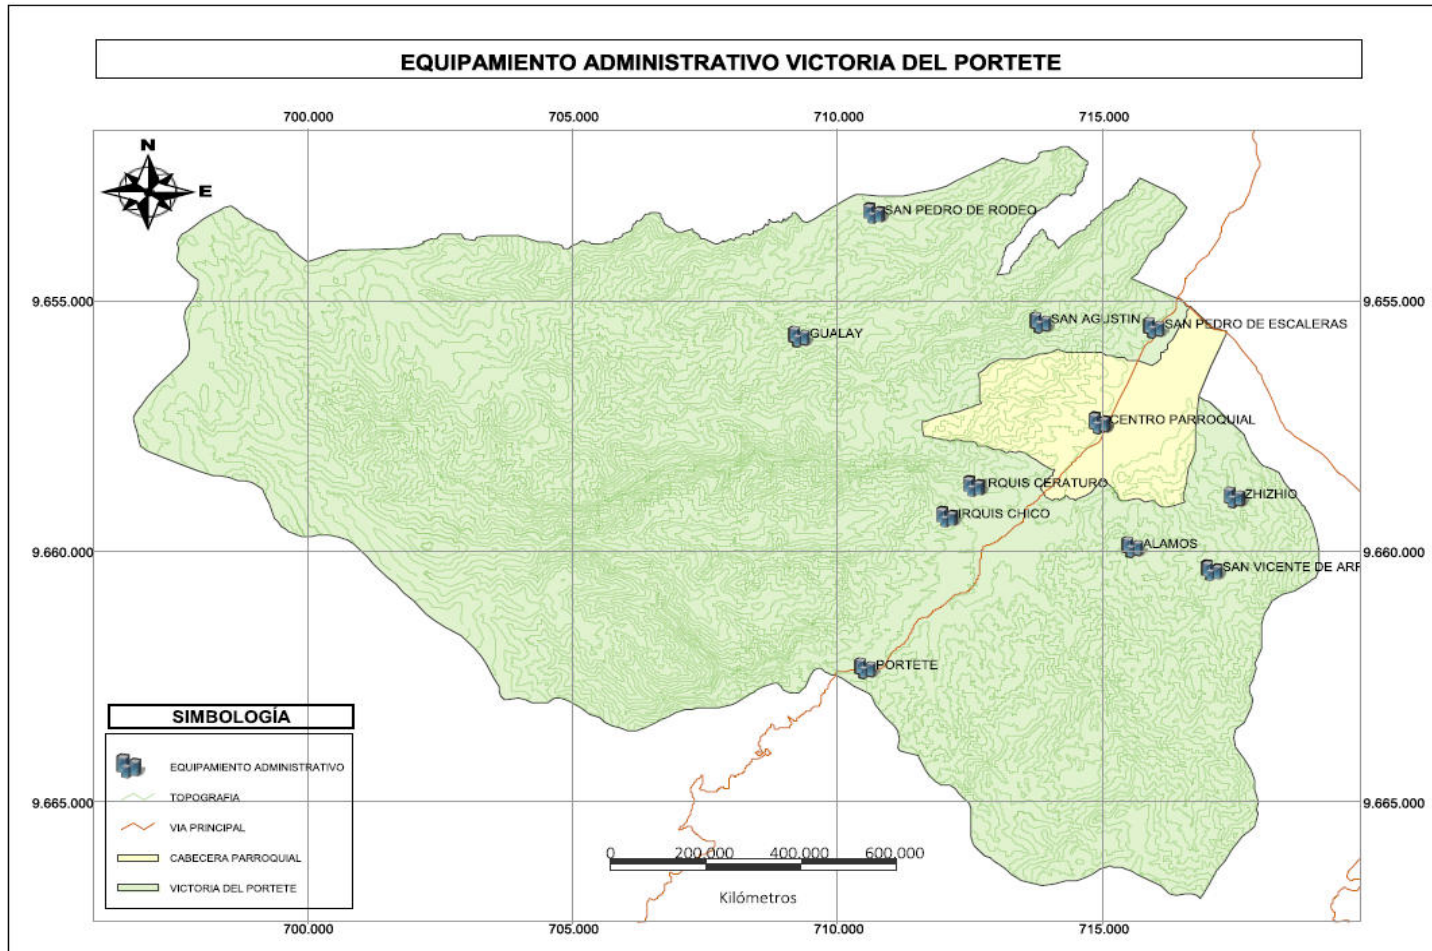 EQUIPAMIENTO ADMINISTRATIVO VICTORIA DEL PORTETE
700.000 705.000 710.000 715.000
N
E
SAN PEDRO DE RODEO
9.655.000 9.655.000
SAN AGUSTIN
SAN PEDRO DE ESCALERAS
GUALAY
CENTRO PARROQUIAL
IRQUIS CERATURO
ZHIZHIO
IRQUIS CHICO
ALAMOS
9.660.000 9.660.000
SAN VICENTE DE ARR
PORTETE
SIMBOLOGÍA
EQUIPAMIENTO ADMINISTRATIVO
TOPOGRAFIA
VIA PRINCIPAL
CABECERA PARROQUIAL
VICTORIA DEL PORTETE
9.665.000 9.665.000
0 200.000 400.000 600.000
Kilómetros
700.000 705.000 710.000 715.000